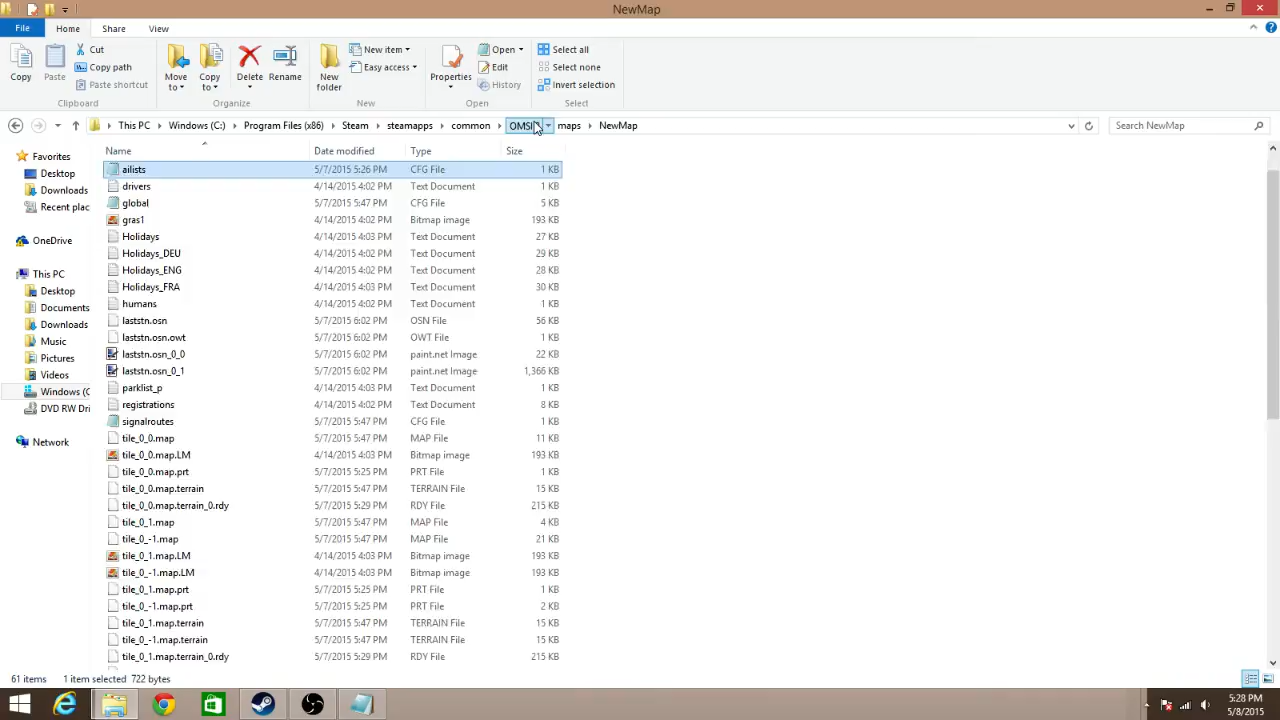 NewMap
File Home Share View
Copy
Paste
Cut
Copy path
Paste shortcut
Clipboard
Move to
Copy to
Delete
Rename
Organize
New folder
New item
Easy access
New
Properties
Open
Edit
History
Open
Select all
Select none
Invert selection
Select
This PC Windows (C:) Program Files (x86) Steam steamapps common maps NewMap
Search NewMap
Favorites
Desktop
Downloads
Recent plac
OneDrive
This PC
Desktop
Documents
Downloads
Music
Pictures
Videos
Windows (C
DVD RW Dri
Network
Name Date modified Type Size
ailists 5/7/2015 5:26 PM CFG File 1 KB
drivers 4/14/2015 4:02 PM Text Document 1 KB
global 5/7/2015 5:47 PM CFG File 5 KB
gras1 4/14/2015 4:02 PM Bitmap image 193 KB
Holidays 4/14/2015 4:03 PM Text Document 27 KB
Holidays_DEU 4/14/2015 4:02 PM Text Document 29 KB
Holidays_ENG 4/14/2015 4:02 PM Text Document 28 KB
Holidays_FRA 4/14/2015 4:03 PM Text Document 30 KB
humans 4/14/2015 4:02 PM Text Document 1 KB
laststn.osn 5/7/2015 6:02 PM OSN File 56 KB
laststn.osn.owt 5/7/2015 6:02 PM OWT File 1 KB
laststn.osn_0_0 5/7/2015 6:02 PM paint.net Image 22 KB
laststn.osn_0_1 5/7/2015 6:02 PM paint.net Image 1,366 KB
parklist_p 4/14/2015 4:03 PM Text Document 1 KB
registrations 4/14/2015 4:02 PM Text Document 8 KB
signalroutes 5/7/2015 5:47 PM CFG File 1 KB
tile_0_0.map 5/7/2015 5:47 PM MAP File 11 KB
tile_0_0.map.LM 4/14/2015 4:03 PM Bitmap image 193 KB
tile_0_0.map.prt 5/7/2015 5:25 PM PRT File 1 KB
tile_0_0.map.terrain 5/7/2015 5:47 PM TERRAIN File 15 KB
tile_0_0.map.terrain_0.rdy 5/7/2015 5:29 PM RDY File 215 KB
tile_0_1.map 5/7/2015 5:47 PM MAP File 4 KB
tile_0_-1.map 5/7/2015 5:47 PM MAP File 21 KB
tile_0_1.map.LM 4/14/2015 4:03 PM Bitmap image 193 KB
tile_0_-1.map.LM 4/14/2015 4:03 PM Bitmap image 193 KB
tile_0_1.map.prt 5/7/2015 5:25 PM PRT File 1 KB
tile_0_-1.map.prt 5/7/2015 5:25 PM PRT File 2 KB
tile_0_1.map.terrain 5/7/2015 5:47 PM TERRAIN File 15 KB
tile_0_-1.map.terrain 5/7/2015 5:47 PM TERRAIN File 15 KB
tile_0_1.map.terrain_0.rdy 5/7/2015 5:29 PM RDY File 215 KB
61 items 1 item selected 722 bytes
5:28 PM
5/8/2015